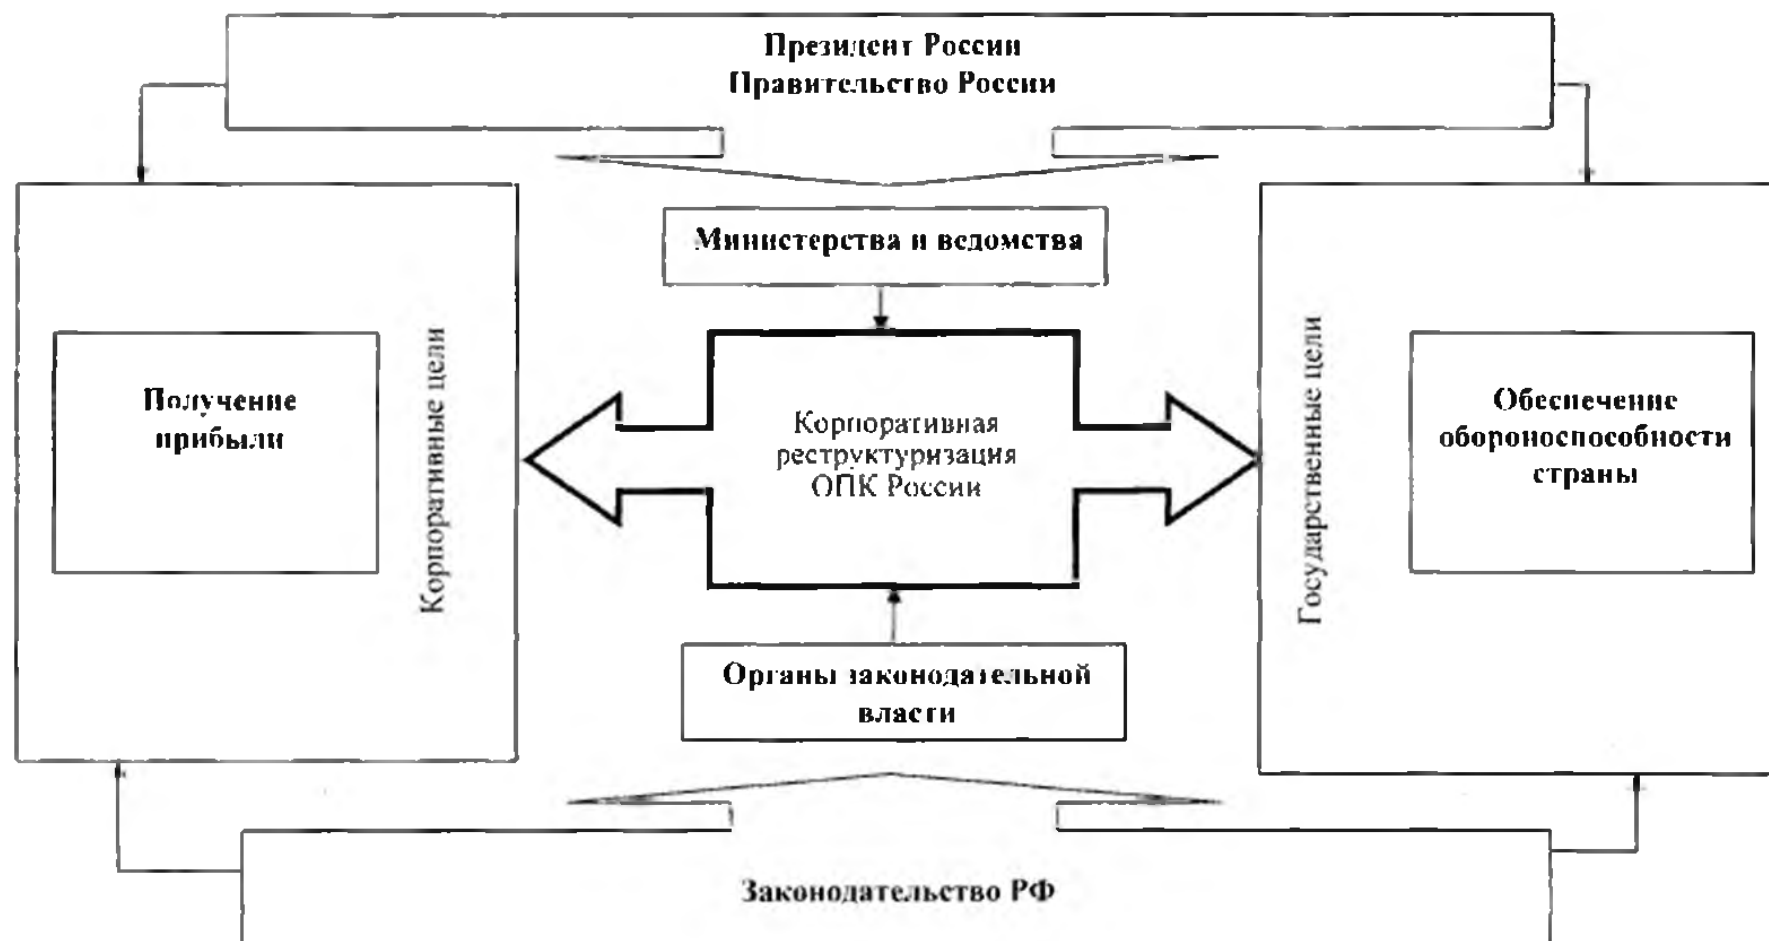 Президент России
Правительство России
Министерства и ведомства
Корпоративные цели
Получение
прибыли
Корпоративная
реструктуризация
ОПК России
Государственные цели
Обеспечение
обороноспособности
страны
Органы законодательной
власти
Законодательство РФ